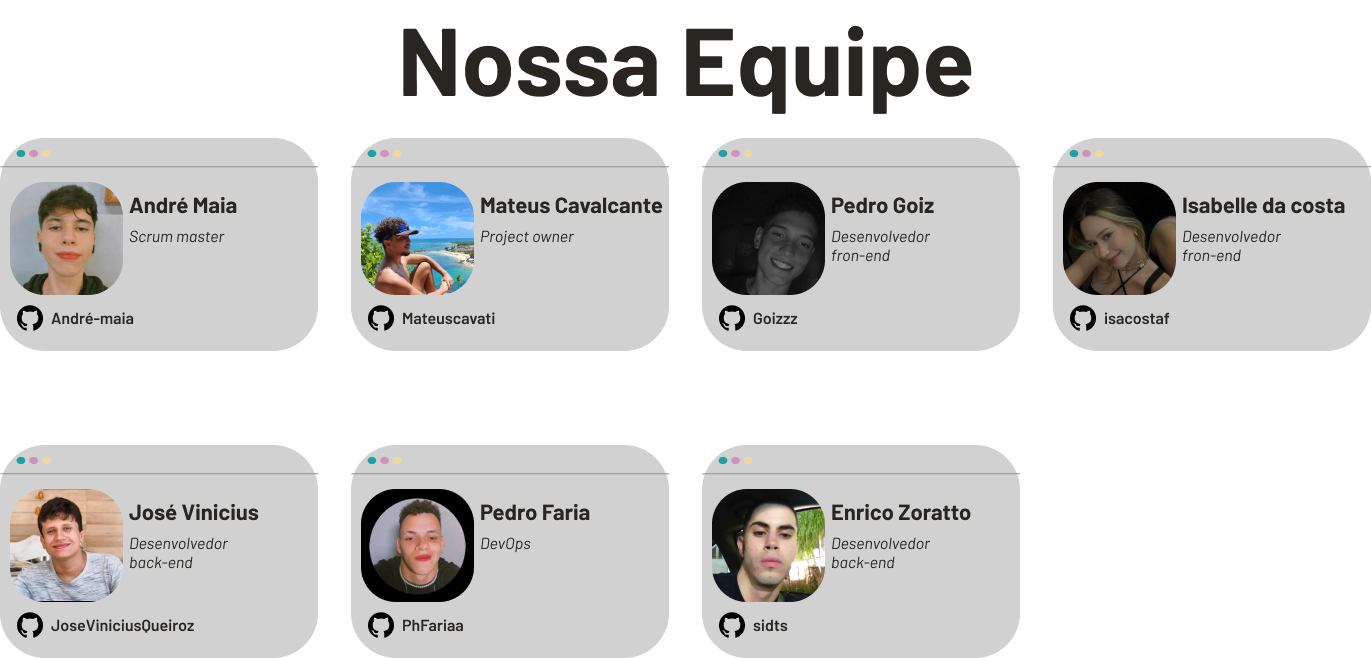 Nossa Equipe
André Maia
Scrum master
André-maia
Mateus Cavalcante
Project owner
Mateuscavati
Pedro Goiz
Desenvolvedor
fron-end
Goizzz
Isabelle da costa
Desenvolvedor
fron-end
isacostaf
José Vinicius
Desenvolvedor
back-end
JoseViniciusQueiroz
Pedro Faria
DevOps
PhFariaa
Enrico Zoratto
Desenvolvedor
back-end
sidts